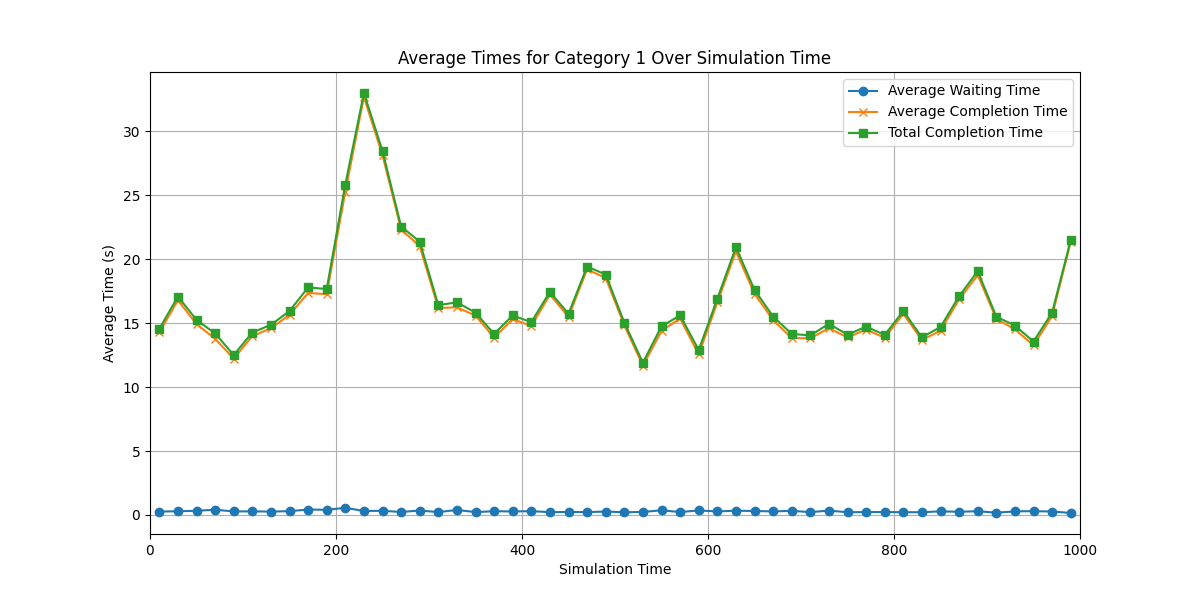 Average Times for Category 1 Over Simulation Time
Average Waiting Time
Average Completion Time
Total Completion Time
Average Time (s)
30
25
20
15
10
5
0
0 200 400 600 800 1000
Simulation Time